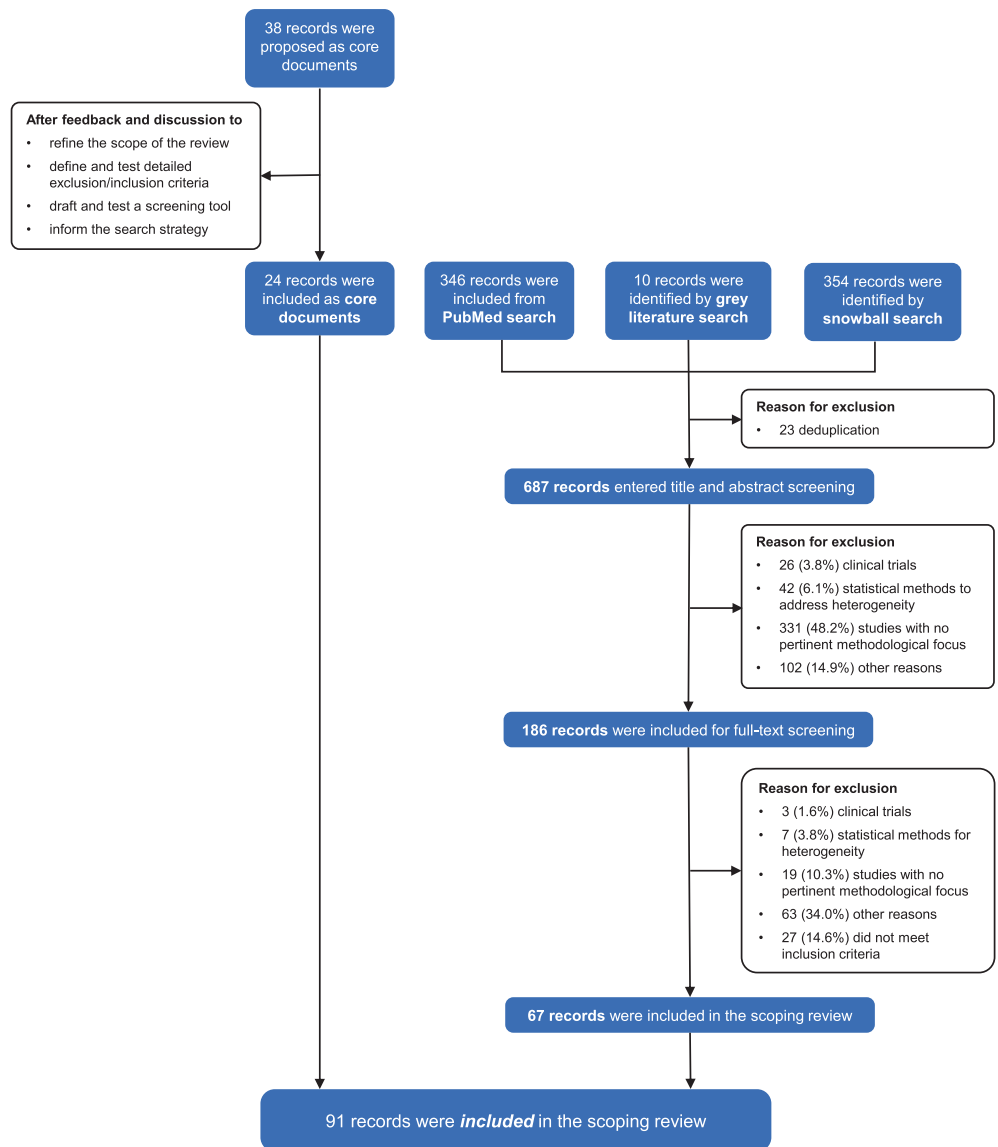 38 records were
proposed as core
documents
After feedback and discussion to
• refine the scope of the review
• define and test detailed
exclusion/inclusion criteria
• draft and test a screening tool
• inform the search strategy
24 records were
included as core
documents
346 records were
included from
PubMed search
10 records were
identified by grey
literature search
354 records were
identified by
snowball search
Reason for exclusion
• 23 deduplication
687 records entered title and abstract screening
Reason for exclusion
• 26 (3.8%) clinical trials
• 42 (6.1%) statistical methods to
address heterogeneity
• 331 (48.2%) studies with no
pertinent methodological focus
• 102 (14.9%) other reasons
186 records were included for full-text screening
Reason for exclusion
• 3 (1.6%) clinical trials
• 7 (3.8%) statistical methods for
heterogeneity
• 19 (10.3%) studies with no
pertinent methodological focus
• 63 (34.0%) other reasons
• 27 (14.6%) did not meet
inclusion criteria
67 records were included in the scoping review
91 records were included in the scoping review